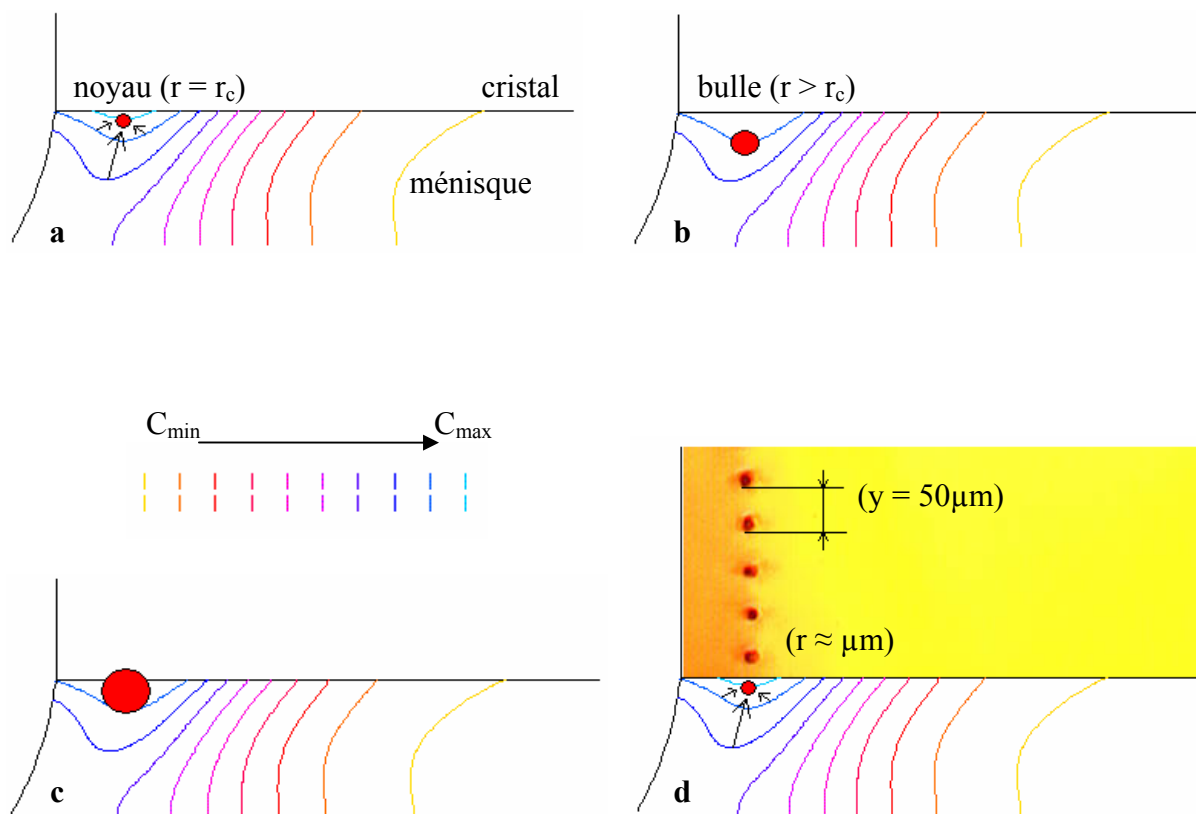 noyau (r = rc)
cristal
ménisque
a
bulle (r > rc)
b
Cmin
Cmax
c
(y = 50µm)
(r ≈ µm)
d